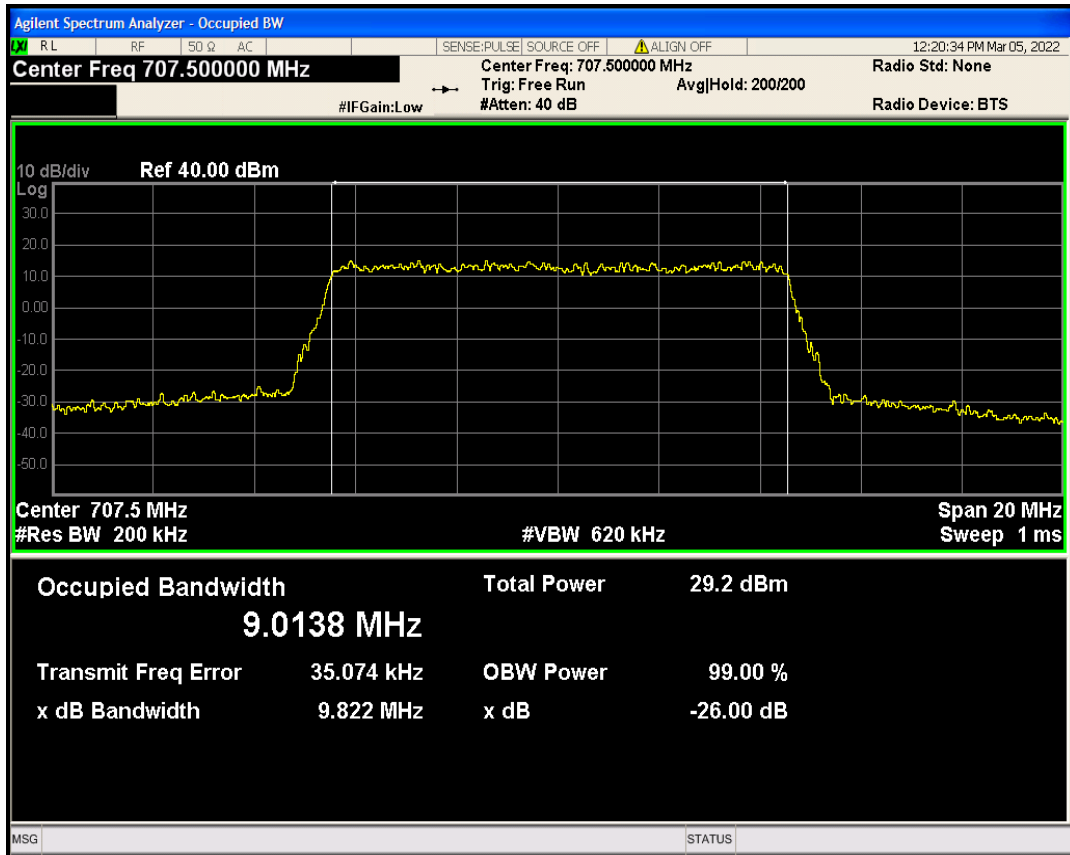 Agilent Spectrum Analyzer - Occupied BW
LXI RL RF 50 Ω AC SENSE:PULSE SOURCE OFF ALIGN OFF 12:20:34 PM Mar 05, 2022
Center Freq 707.500000 MHz
Center Freq: 707.500000 MHz
Radio Std: None
Trig: Free Run Avg|Hold: 200/200
#IFGain:Low #Atten: 40 dB Radio Device: BTS
10 dB/div Ref 40.00 dBm
Log
30.0
20.0
10.0
0.00
-10.0
-20.0
-30.0
-40.0
-50.0
Center 707.5 MHz Span 20 MHz
#Res BW 200 kHz #VBW 620 kHz Sweep 1 ms
Occupied Bandwidth Total Power 29.2 dBm
9.0138 MHz
Transmit Freq Error 35.074 kHz OBW Power 99.00 %
x dB Bandwidth 9.822 MHz x dB -26.00 dB
MSG STATUS